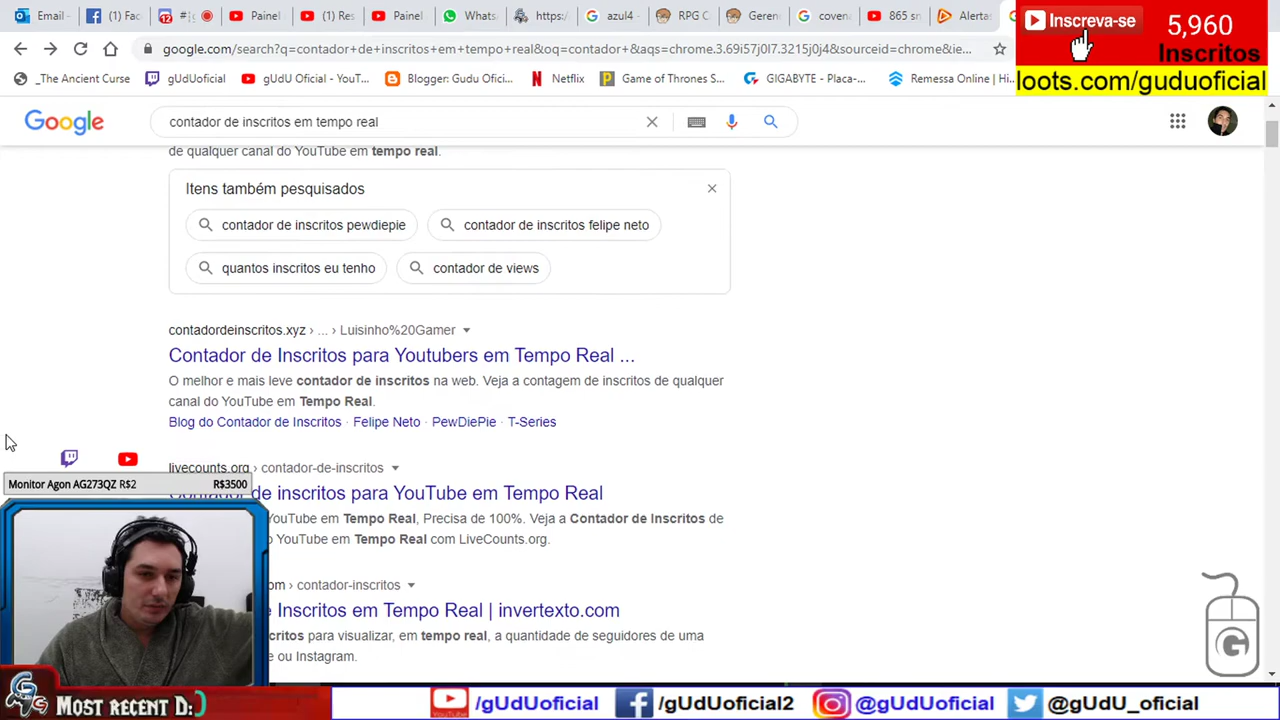 Email
(1) Fac
12
#
Painel
(1) Res
Painel
Whats
https:/
azul4 -
RPG C
Geren
coven
865 sr
Alerta
google.com/search?q=contador+de+inscritos+em+tempo+real&oq=contador+&aqs=chrome.3.69i57j0l7.3215j0j4&sourceid=chrome&ie...
_The Ancient Curse
gUdUoficial
gUdU Oficial - YouT...
Blogger: Gudu Ofici...
Netflix
Game of Thrones S...
GIGABYTE - Placa-...
Remessa Online | Hi...
Inscreva-se
5,960
Inscritos
loots.com/guduoficial
Google
contador de inscritos em tempo real
de qualquer canal do YouTube em tempo real.
Itens também pesquisados
contador de inscritos pewdiepie
contador de inscritos felipe neto
quantos inscritos eu tenho
contador de views
contadordeinscritos.xyz › ... › Luisinho%20Gamer
Contador de Inscritos para Youtubers em Tempo Real ...
O melhor e mais leve contador de inscritos na web. Veja a contagem de inscritos de qualquer
canal do YouTube em Tempo Real.
Blog do Contador de Inscritos · Felipe Neto · PewDiePie · T-Series
livecounts.org › contador-de-inscritos
Monitor Agon AG273QZ R$2 R$3500
de inscritos para YouTube em Tempo Real
YouTube em Tempo Real, Precisa de 100%. Veja a Contador de Inscritos de
YouTube em Tempo Real com LiveCounts.org.
om › contador-inscritos
Inscritos em Tempo Real | invertexto.com
critos para visualizar, em tempo real, a quantidade de seguidores de uma
e ou Instagram.
G
Most recent D:
/gUdUoficial
/gUdUoficial2
@gUdUoficial
@gUdU_oficial